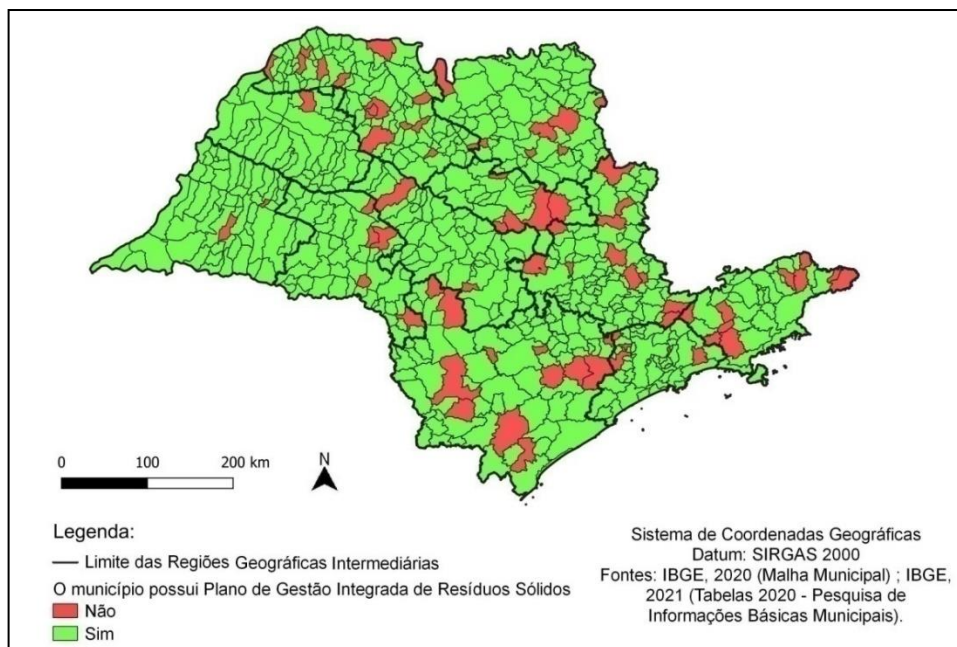 0 100 200 km
N
Legenda:
Limite das Regiões Geográficas Intermediárias
O município possui Plano de Gestão Integrada de Resíduos Sólidos
Não
Sim
Sistema de Coordenadas Geográficas
Datum: SIRGAS 2000
Fontes: IBGE, 2020 (Malha Municipal) ; IBGE,
2021 (Tabelas 2020 - Pesquisa de
Informações Básicas Municipais).